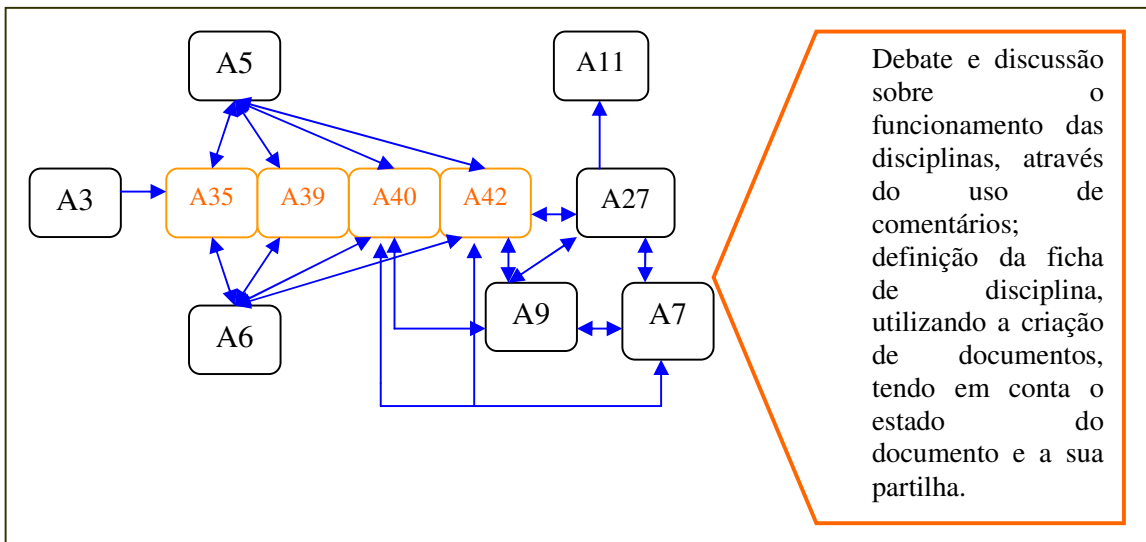 A5
A11
A3
A35
A39
A40
A42
A27
A6
A9
A7
Debate e discussão
sobre o
funcionamento das
disciplinas, através
do uso de
comentários;
definição da ficha
de disciplina,
utilizando a criação
de documentos,
tendo em conta o
estado do
documento e a sua
partilha.